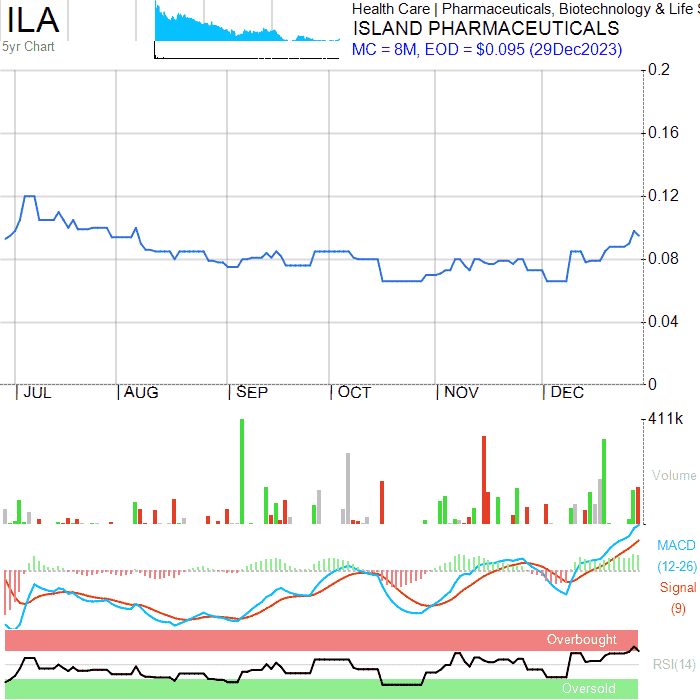 ILA
5yr Chart
Health Care | Pharmaceuticals, Biotechnology & Life S
ISLAND PHARMACEUTICALS
MC = 8M, EOD = $0.095 (29Dec2023)
0.2
0.16
0.12
0.08
0.04
0
| JUL | AUG | SEP | OCT | NOV | DEC
411k
Volume
MACD
(12-26)
Signal
(9)
Overbought
RSI(14)
Oversold